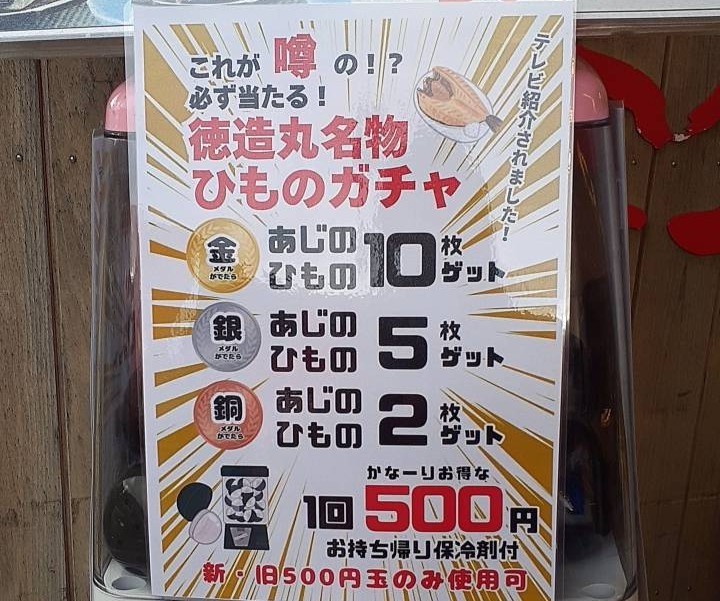 これが 噂 の！？
必ず当たる！
テレビ紹介されました！
徳造丸名物
ひものガチャ
金
メダル
がでたら
あじの
ひもの
10
枚
ゲット
銀
メダル
がでたら
あじの
ひもの
5
枚
ゲット
銅
メダル
がでたら
あじの
ひもの
2
枚
ゲット
かなーりお得な
1回500円
お持ち帰り保冷剤付
新・旧500円玉のみ使用可